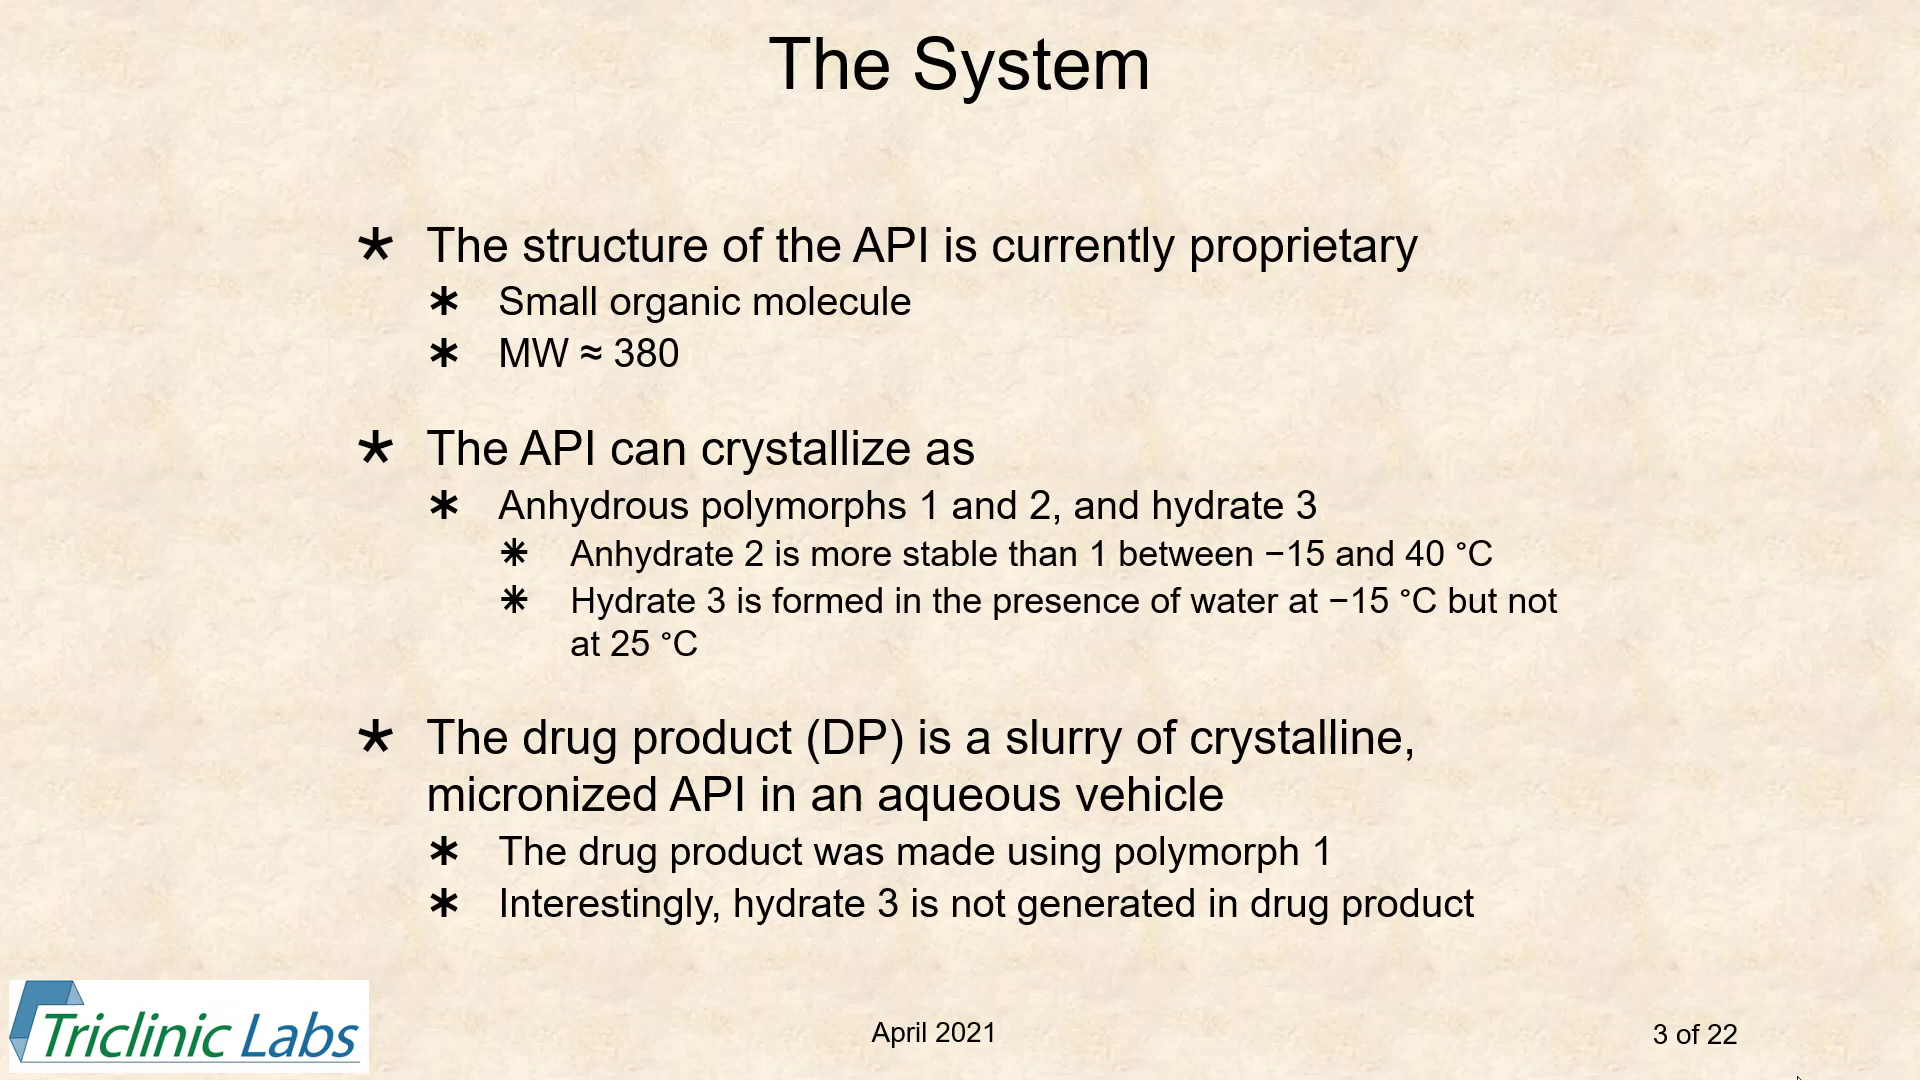 The System
* The structure of the API is currently proprietary
* Small organic molecule
* MW ≈ 380
* The API can crystallize as
* Anhydrous polymorphs 1 and 2, and hydrate 3
* Anhydrate 2 is more stable than 1 between −15 and 40 °C
* Hydrate 3 is formed in the presence of water at −15 °C but not
at 25 °C
* The drug product (DP) is a slurry of crystalline,
micronized API in an aqueous vehicle
* The drug product was made using polymorph 1
* Interestingly, hydrate 3 is not generated in drug product
Triclinic Labs
April 2021
3 of 22